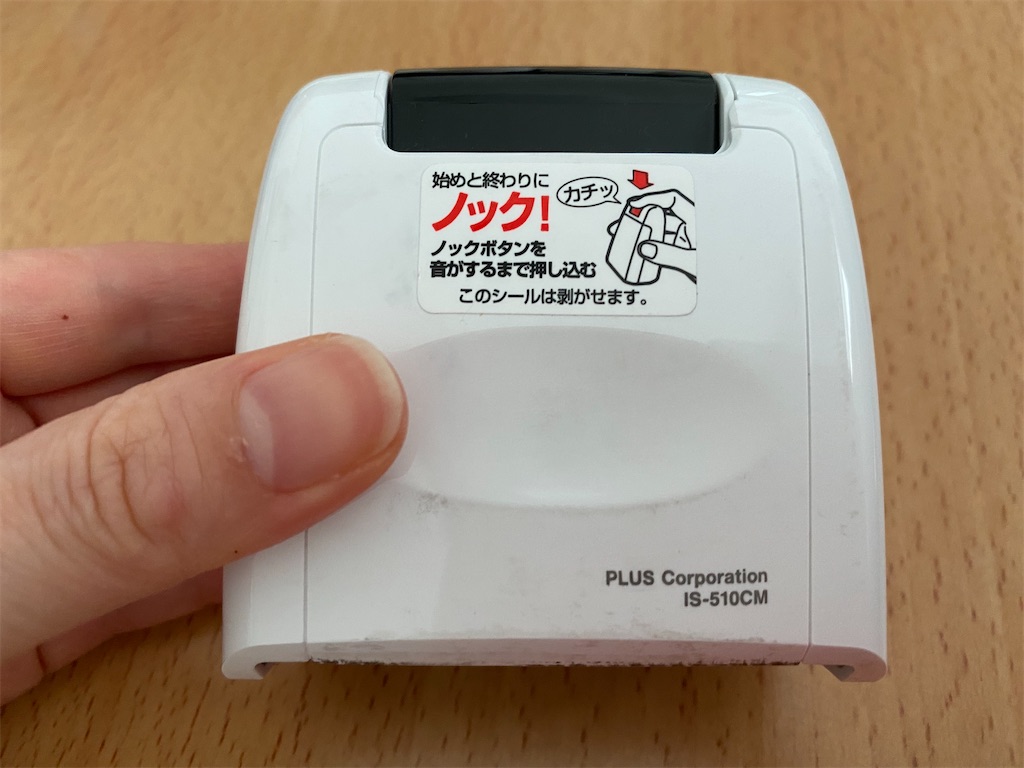 始めと終わりに
ノック!
カチッ
ノックボタンを
音がするまで押し込む
このシールは剥がせます。
PLUS Corporation
IS-510CM